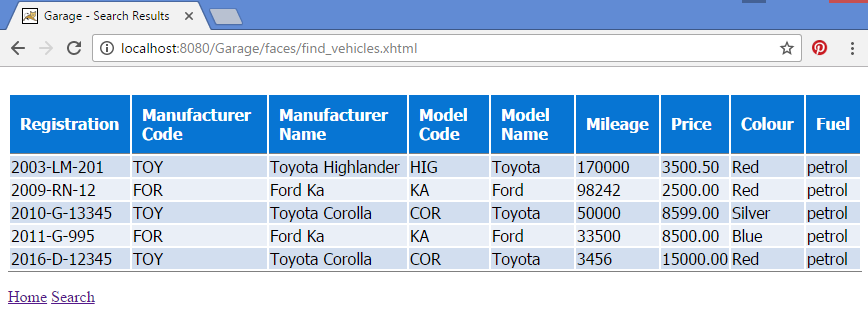 Garage - Search Results
localhost:8080/Garage/faces/find_vehicles.xhtml
Registration Manufacturer Code Manufacturer Name Model Code Model Name Mileage Price Colour Fuel
2003-LM-201 TOY Toyota Highlander HIG Toyota 170000 3500.50 Red petrol
2009-RN-12 FOR Ford Ka KA Ford 98242 2500.00 Red petrol
2010-G-13345 TOY Toyota Corolla COR Toyota 50000 8599.00 Silver petrol
2011-G-995 FOR Ford Ka KA Ford 33500 8500.00 Blue petrol
2016-D-12345 TOY Toyota Corolla COR Toyota 3456 15000.00 Red petrol
Home Search